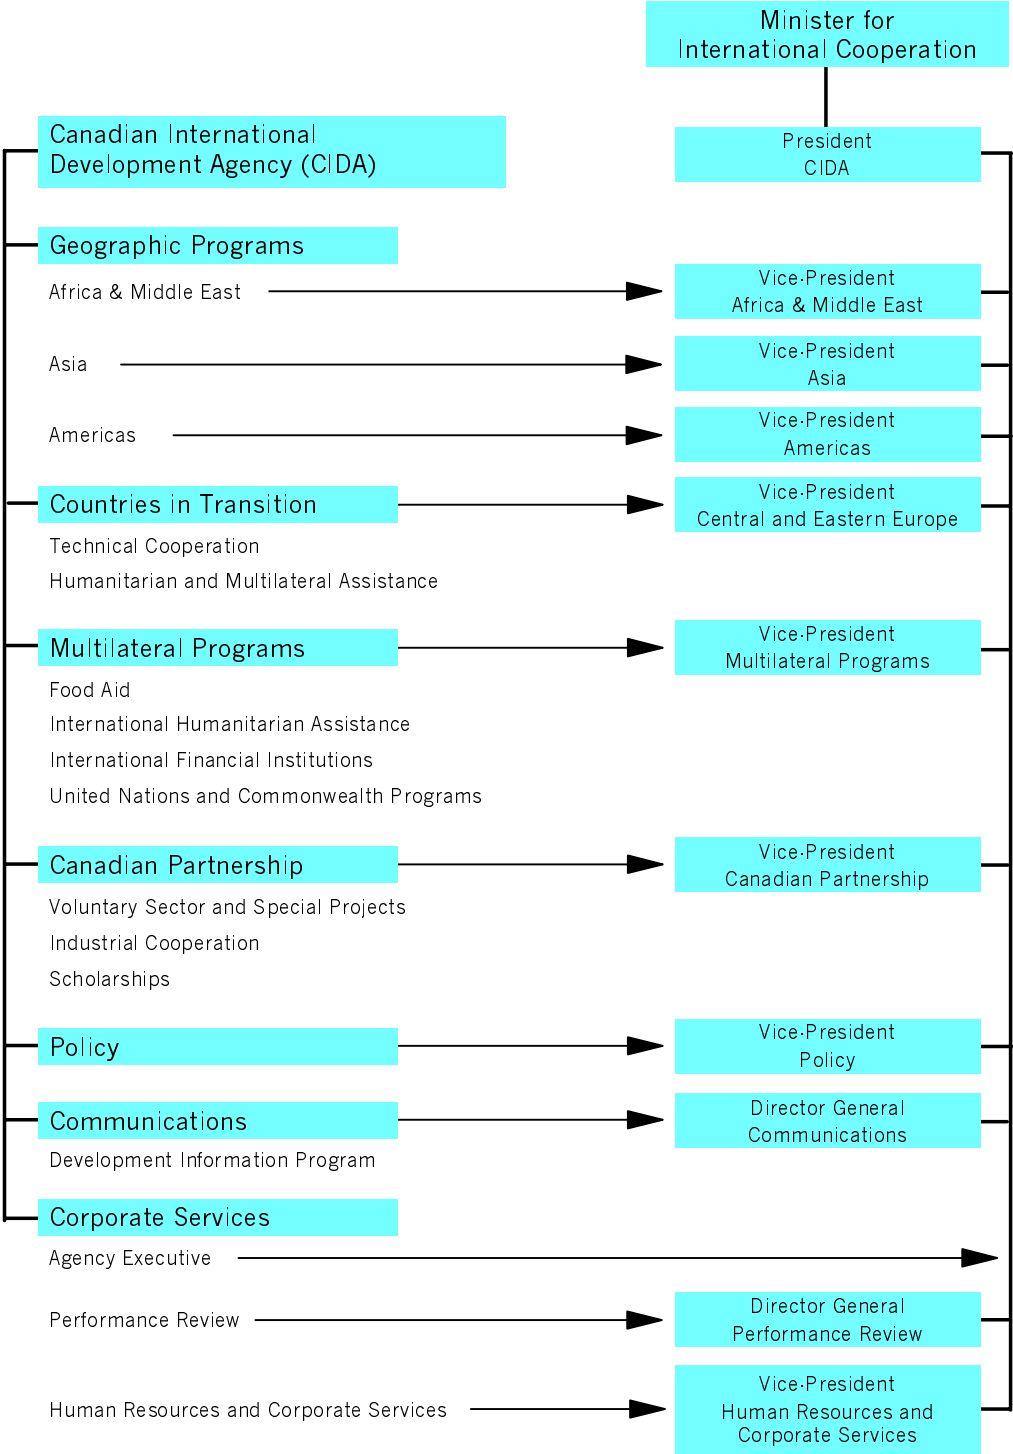 Minister for
International Cooperation
Canadian International
Development Agency (CIDA)
President
CIDA
Geographic Programs
Africa & Middle East
Vice-President
Africa & Middle East
Asia
Vice-President
Asia
Americas
Vice-President
Americas
Countries in Transition
Vice-President
Central and Eastern Europe
Technical Cooperation
Humanitarian and Multilateral Assistance
Multilateral Programs
Vice-President
Multilateral Programs
Food Aid
International Humanitarian Assistance
International Financial Institutions
United Nations and Commonwealth Programs
Canadian Partnership
Vice-President
Canadian Partnership
Voluntary Sector and Special Projects
Industrial Cooperation
Scholarships
Policy
Vice-President
Policy
Communications
Director General
Communications
Development Information Program
Corporate Services
Agency Executive
Performance Review
Director General
Performance Review
Human Resources and Corporate Services
Vice-President
Human Resources and
Corporate Services